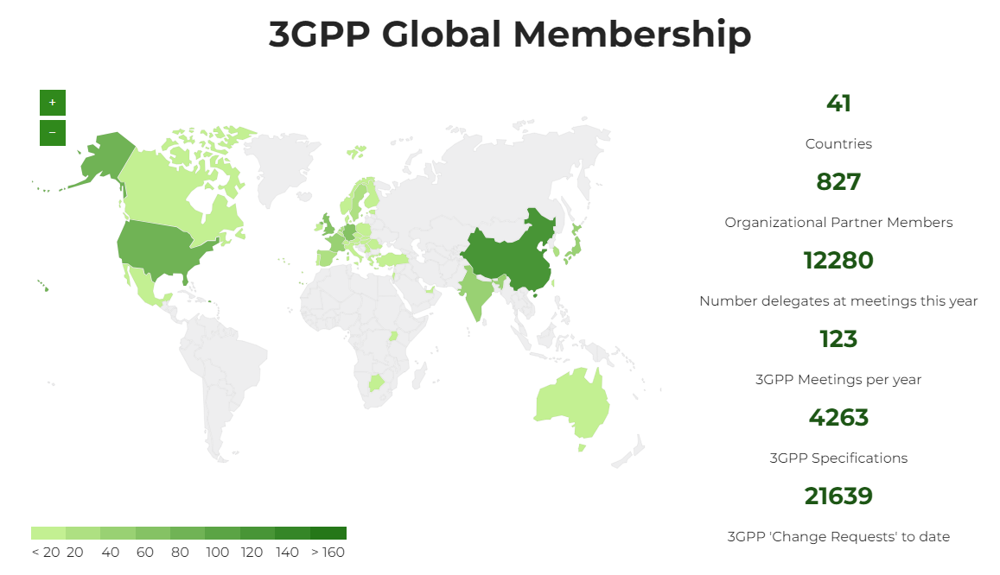 3GPP Global Membership
+
−
41
Countries
827
Organizational Partner Members
12280
Number delegates at meetings this year
123
3GPP Meetings per year
4263
3GPP Specifications
21639
3GPP 'Change Requests' to date
< 20 20 40 60 80 100 120 140 > 160